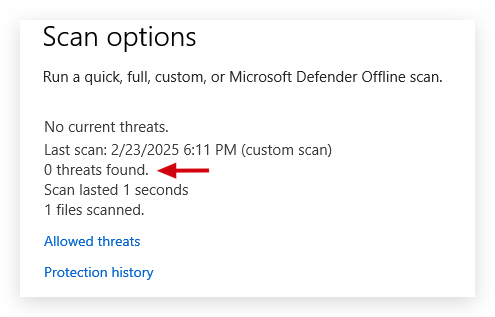 Scan options
Run a quick, full, custom, or Microsoft Defender Offline scan.
No current threats.
Last scan: 2/23/2025 6:11 PM (custom scan)
0 threats found.
Scan lasted 1 seconds
1 files scanned.
Allowed threats
Protection history